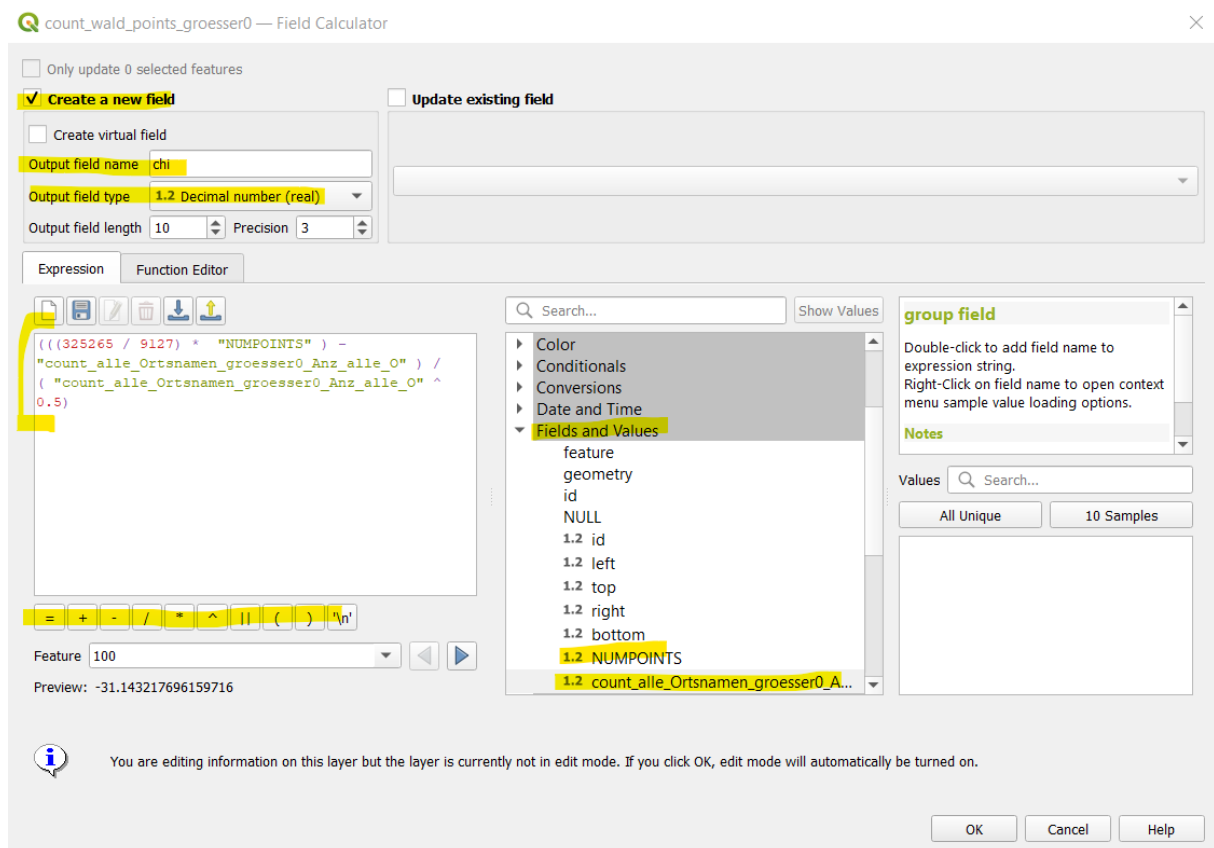 count_wald_points_groesser0 — Field Calculator
Only update 0 selected features
Create a new field
Update existing field
Create virtual field
Output field name chi
Output field type 1.2 Decimal number (real)
Output field length 10 Precision 3
Expression Function Editor
Search... Show Values
(((325265 / 9127) * "NUMPOINTS" ) -
"count_alle_Ortsnamen_groesser0_Anz_alle_O" ) /
( "count_alle_Ortsnamen_groesser0_Anz_alle_O" ^
0.5)
= + - / * ^ || ( ) '\n'
Feature 100
Preview: -31.143217696159716
Color
Conditionals
Conversions
Date and Time
Fields and Values
feature
geometry
id
NULL
1.2 id
1.2 left
1.2 top
1.2 right
1.2 bottom
1.2 NUMPOINTS
1.2 count_alle_Ortsnamen_groesser0_A...
group field
Double-click to add field name to
expression string.
Right-Click on field name to open context
menu sample value loading options.
Notes
Values Search...
All Unique 10 Samples
You are editing information on this layer but the layer is currently not in edit mode. If you click OK, edit mode will automatically be turned on.
OK Cancel Help